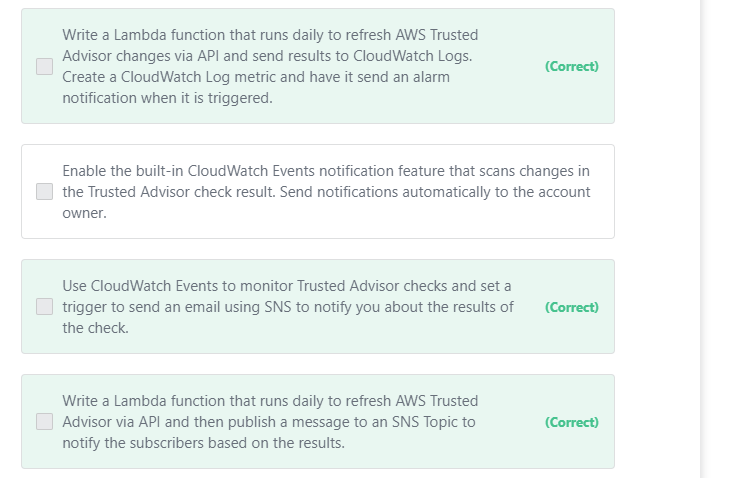 Write a Lambda function that runs daily to refresh AWS Trusted
Advisor changes via API and send results to CloudWatch Logs.
Create a CloudWatch Log metric and have it send an alarm
notification when it is triggered.
(Correct)
Enable the built-in CloudWatch Events notification feature that scans changes in
the Trusted Advisor check result. Send notifications automatically to the account
owner.
Use CloudWatch Events to monitor Trusted Advisor checks and set a
trigger to send an email using SNS to notify you about the results of
the check.
(Correct)
Write a Lambda function that runs daily to refresh AWS Trusted
Advisor via API and then publish a message to an SNS Topic to
notify the subscribers based on the results.
(Correct)